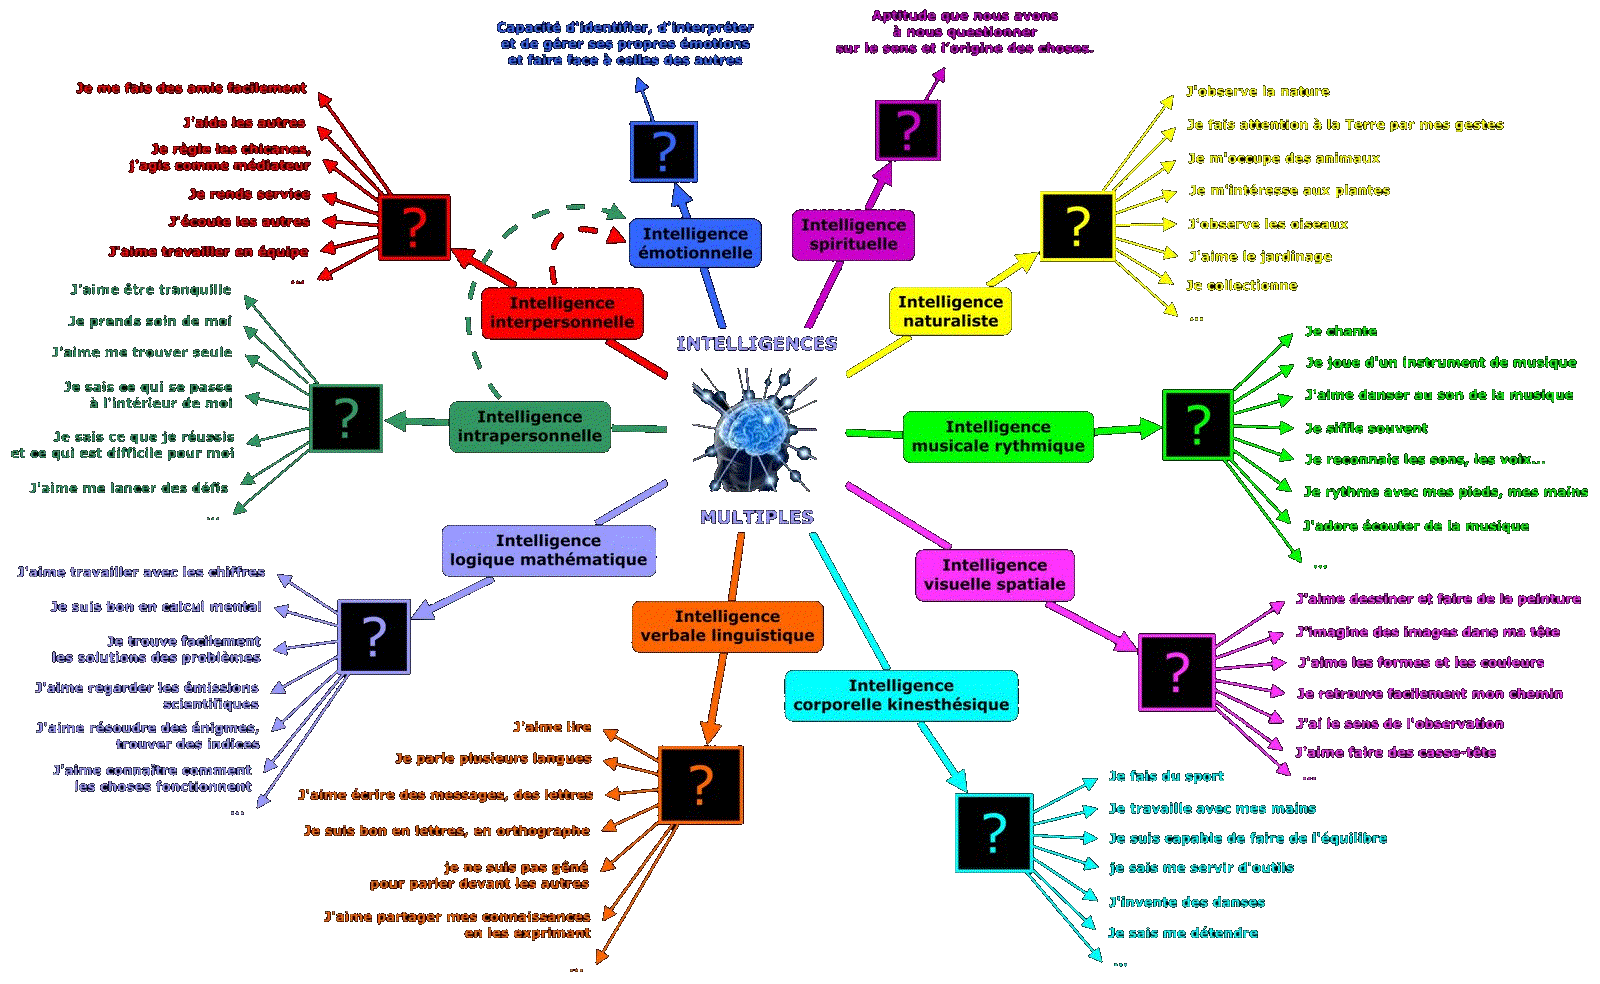 Capacité d'identifier, d'interpréter
et de gérer ses propres émotions
et faire face à celles des autres
?
Intelligence
émotionnelle
Aptitude que nous avons
à nous questionner
sur le sens et l'origine des choses.
?
Intelligence
spirituelle
Je me fais des amis facilement
J'aide les autres
Je règle les chicanes,
j'agis comme médiateur
Je rends service
J'écoute les autres
J'aime travailler en équipe
...
?
Intelligence
interpersonnelle
J'observe la nature
Je fais attention à la Terre par mes gestes
Je m'occupe des animaux
Je m'intéresse aux plantes
J'observe les oiseaux
J'aime le jardinage
Je collectionne
...
?
Intelligence
naturaliste
INTELLIGENCES
MULTIPLES
J'aime être tranquille
Je prends soin de moi
J'aime me trouver seule
Je sais ce qui se passe
à l'intérieur de moi
Je sais ce que je réussis
et ce qui est difficile pour moi
J'aime me lancer des défis
...
?
Intelligence
intrapersonnelle
Je chante
Je joue d'un instrument de musique
J'aime danser au son de la musique
Je siffle souvent
Je reconnais les sons, les voix...
Je rythme avec mes pieds, mes mains
J'adore écouter de la musique
...
?
Intelligence
musicale rythmique
Intelligence
logique mathématique
?
J'aime travailler avec les chiffres
Je suis bon en calcul mental
Je trouve facilement
les solutions des problèmes
J'aime regarder les émissions
scientifiques
J'aime résoudre des énigmes,
trouver des indices
J'aime connaître comment
les choses fonctionnent
...
Intelligence
visuelle spatiale
?
J'aime dessiner et faire de la peinture
J'imagine des images dans ma tête
J'aime les formes et les couleurs
Je retrouve facilement mon chemin
J'ai le sens de l'observation
J'aime faire des casse-tête
...
Intelligence
verbale linguistique
?
J'aime lire
Je parle plusieurs langues
J'aime écrire des messages, des lettres
Je suis bon en lettres, en orthographe
je ne suis pas gêné
pour parler devant les autres
J'aime partager mes connaissances
en les exprimant
...
Intelligence
corporelle kinesthésique
?
Je fais du sport
Je travaille avec mes mains
Je suis capable de faire de l'équilibre
je sais me servir d'outils
J'invente des danses
Je sais me détendre
...